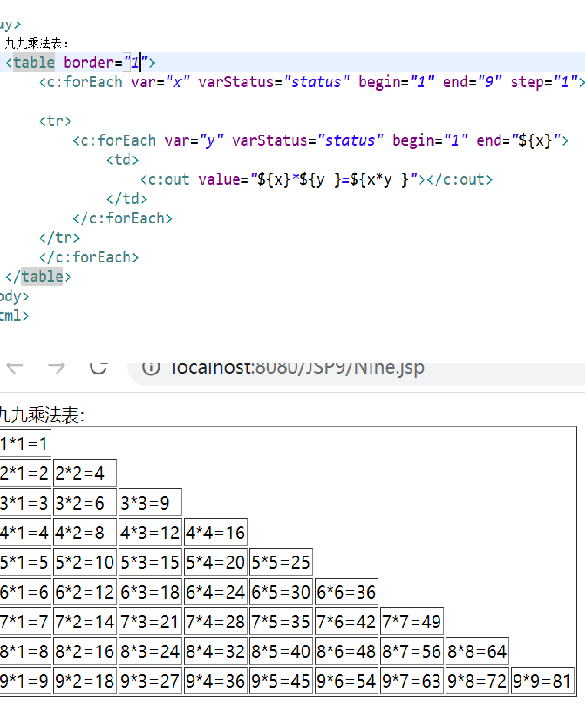 uy>
九九乘法表:
<table border="1">
<c:forEach var="x" varStatus="status" begin="1" end="9" step="1">
<tr>
<c:forEach var="y" varStatus="status" begin="1" end="${x}">
<td>
<c:out value="${x}*${y }=${x*y }"></c:out>
</td>
</c:forEach>
</tr>
</c:forEach>
</table>
ody>
tml>
localhost:8080/JSP9/Nine.jsp
九九乘法表:
1*1=1
2*1=2 2*2=4
3*1=3 3*2=6 3*3=9
4*1=4 4*2=8 4*3=12 4*4=16
5*1=5 5*2=10 5*3=15 5*4=20 5*5=25
6*1=6 6*2=12 6*3=18 6*4=24 6*5=30 6*6=36
7*1=7 7*2=14 7*3=21 7*4=28 7*5=35 7*6=42 7*7=49
8*1=8 8*2=16 8*3=24 8*4=32 8*5=40 8*6=48 8*7=56 8*8=64
9*1=9 9*2=18 9*3=27 9*4=36 9*5=45 9*6=54 9*7=63 9*8=72 9*9=81